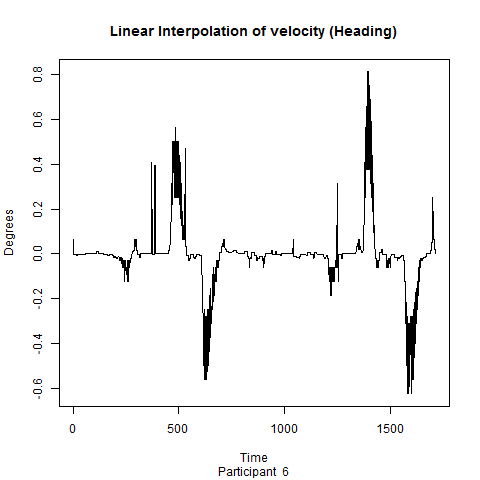 Linear Interpolation of velocity (Heading)
Degrees
0.8
0.6
0.4
0.2
0.0
-0.2
-0.4
-0.6
0 500 1000 1500
Time
Participant 6